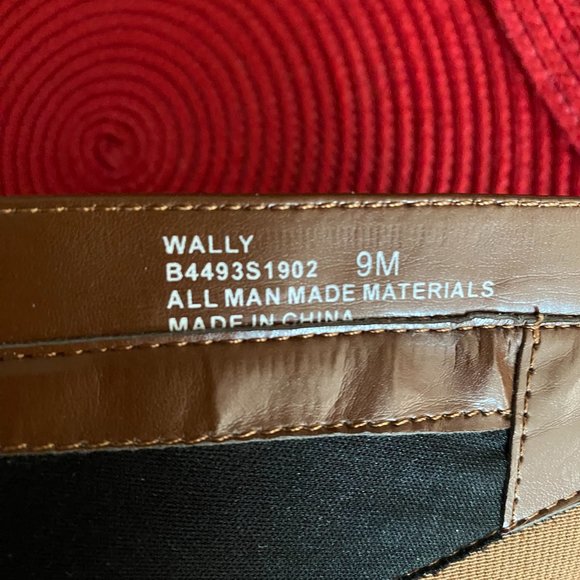 WALLY
B4493S1902 9M
ALL MAN MADE MATERIALS
MADE IN CHINA